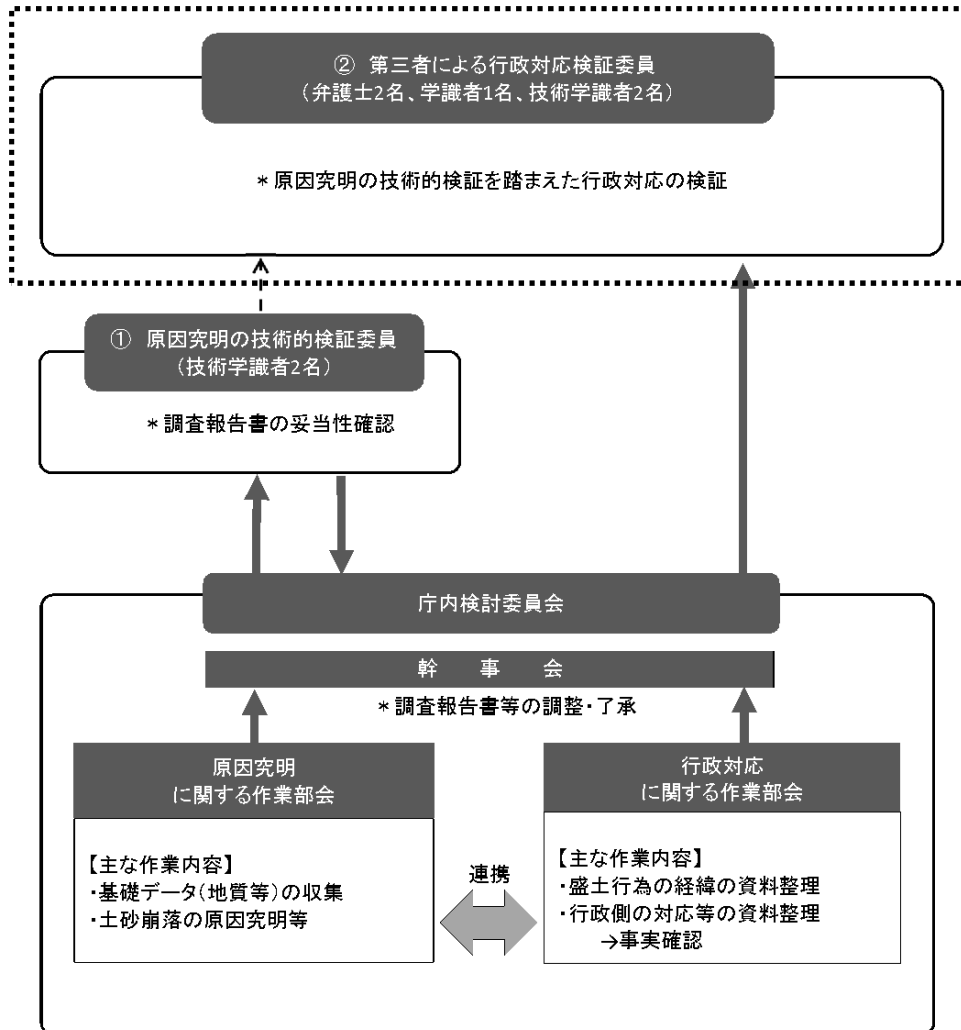 ② 第三者による行政対応検証委員
（弁護士2名、学識者1名、技術学識者2名）
＊原因究明の技術的検証を踏まえた行政対応の検証
① 原因究明の技術的検証委員
（技術学識者2名）
＊調査報告書の妥当性確認
庁内検討委員会
幹　事　会
＊調査報告書等の調整・了承
原因究明
に関する作業部会
【主な作業内容】
・基礎データ（地質等）の収集
・土砂崩落の原因究明等
連携
行政対応
に関する作業部会
【主な作業内容】
・盛土行為の経緯の資料整理
・行政側の対応等の資料整理
→事実確認